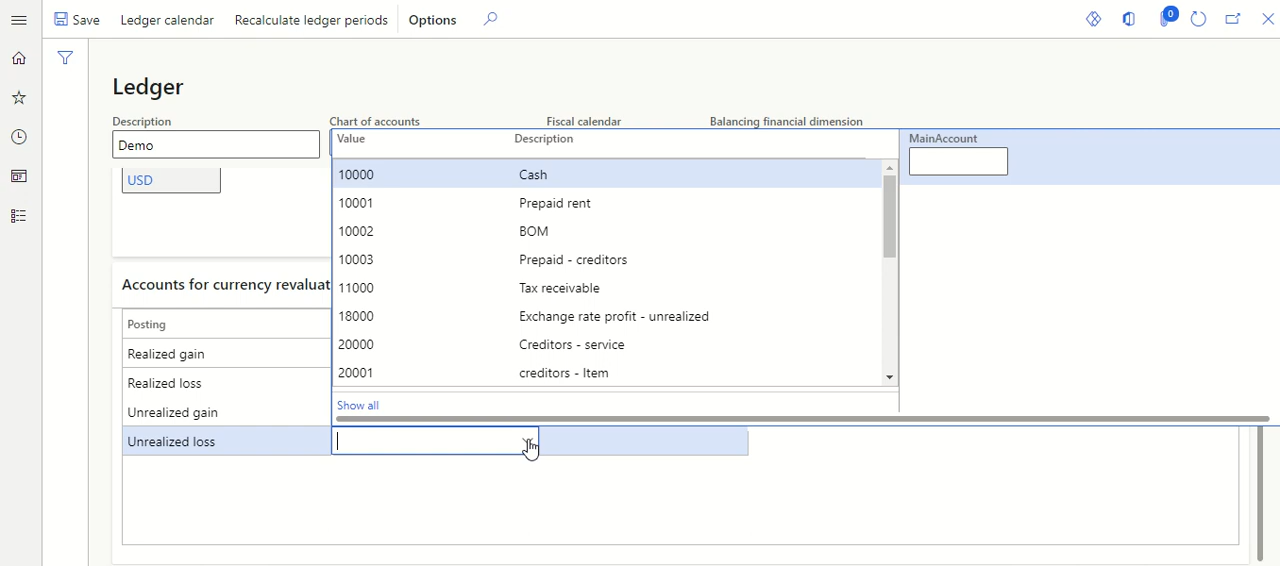 Save Ledger calendar Recalculate ledger periods Options 0
Ledger
Description Chart of accounts Fiscal calendar Balancing financial dimension
Demo
Value Description MainAccount
USD
10000 Cash
10001 Prepaid rent
10002 BOM
10003 Prepaid - creditors
11000 Tax receivable
18000 Exchange rate profit - unrealized
20000 Creditors - service
20001 creditors - Item
Show all
Accounts for currency revaluat
Posting
Realized gain
Realized loss
Unrealized gain
Unrealized loss